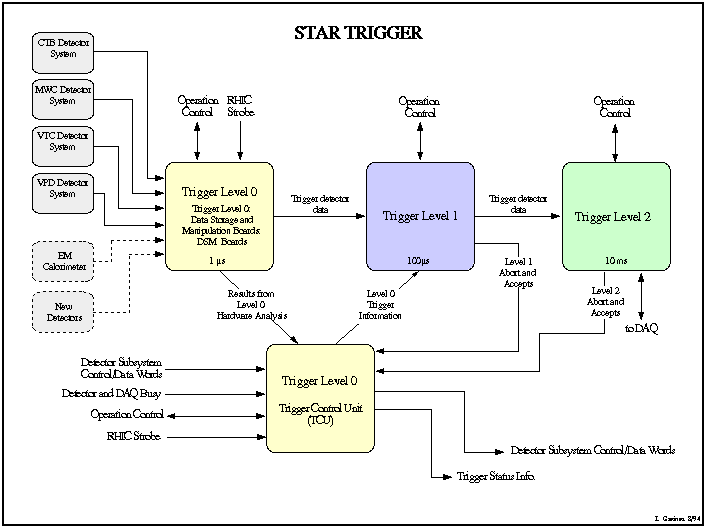 STAR TRIGGER
CTB Detector
System
MWC Detector
System
VTC Detector
System
VPD Detector
System
EM
Calorimeter
New
Detectors
Operation
Control
RHIC
Strobe
Operation
Control
Operation
Control
Trigger Level 0
Trigger Level 0:
Data Storage and
Manipulation Boards:
DSM Boards
1 µs
Trigger detector
data
Trigger Level 1
100µs
Trigger detector
data
Trigger Level 2
10 ms
Results from
Level 0
Hardware Analysis
Level 0
Trigger
Information
Level 1
Abort and
Accepts
Level 2
Abort and
Accepts
to DAQ
Detector Subsystem
Control/Data Words
Detector and DAQ Busy
Operation Control
RHIC Strobe
Trigger Level 0
Trigger Control Unit
(TCU)
Detector Subsystem Control/Data Words
Trigger Status Info.
8/94